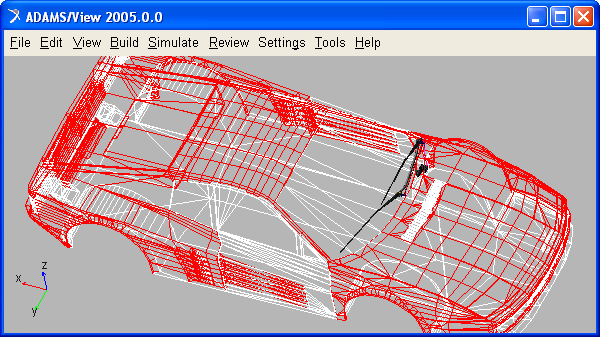 ADAMS/View 2005.0.0
File Edit View Build Simulate Review Settings Tools Help
z
x
y